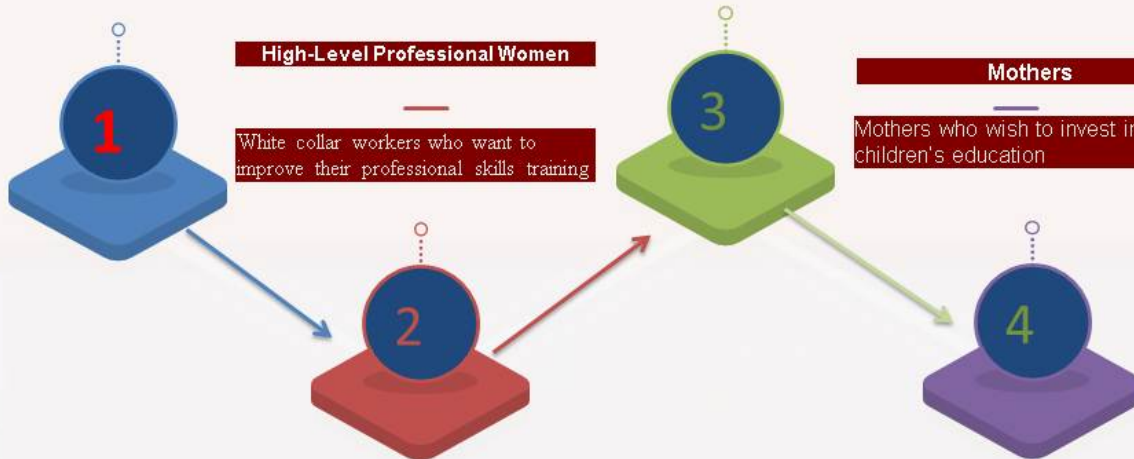 1
High-Level Professional Women
White collar workers who want to
improve their professional skills training
2
3
Mothers
Mothers who wish to invest
children's education
4